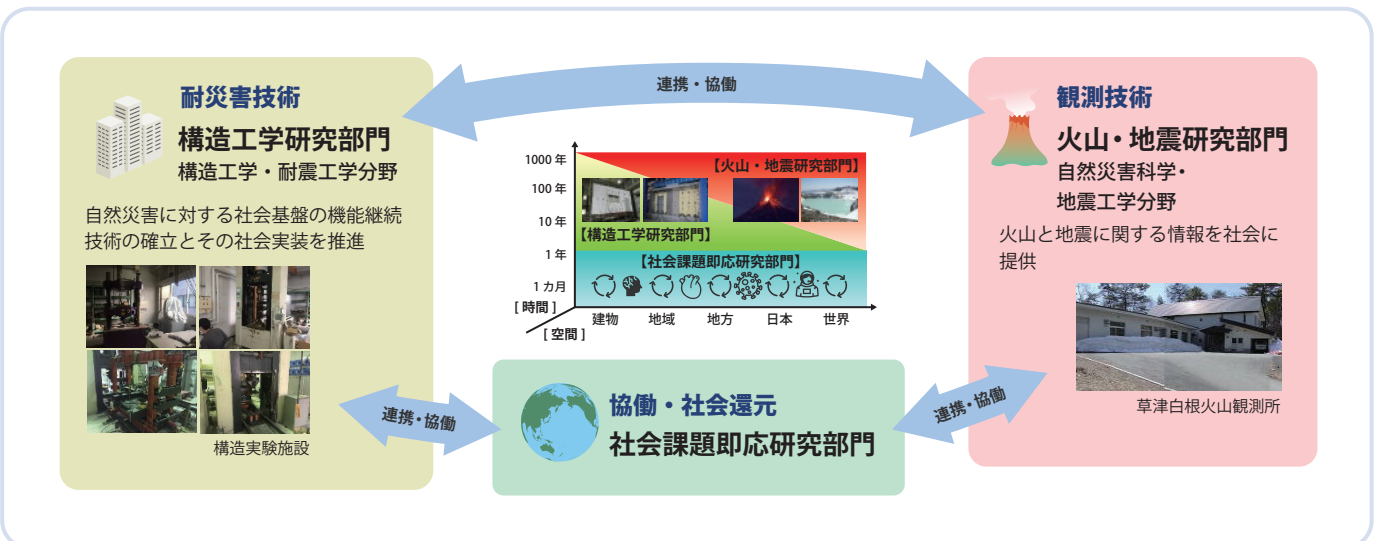 耐災害技術
構造工学研究部門
構造工学・耐震工学分野
自然災害に対する社会基盤の機能継続
技術の確立とその社会実装を推進
構造実験施設
連携・協働
1000 年
100 年
10 年
1 年
1 カ月
[ 時間 ]
[ 空間 ]
建物
地域
地方
日本
世界
【火山・地震研究部門】
【構造工学研究部門】
【社会課題即応研究部門】
観測技術
火山・地震研究部門
自然災害科学・
地震工学分野
火山と地震に関する情報を社会に
提供
草津白根火山観測所
連携・協働
協働・社会還元
社会課題即応研究部門
連携・協働